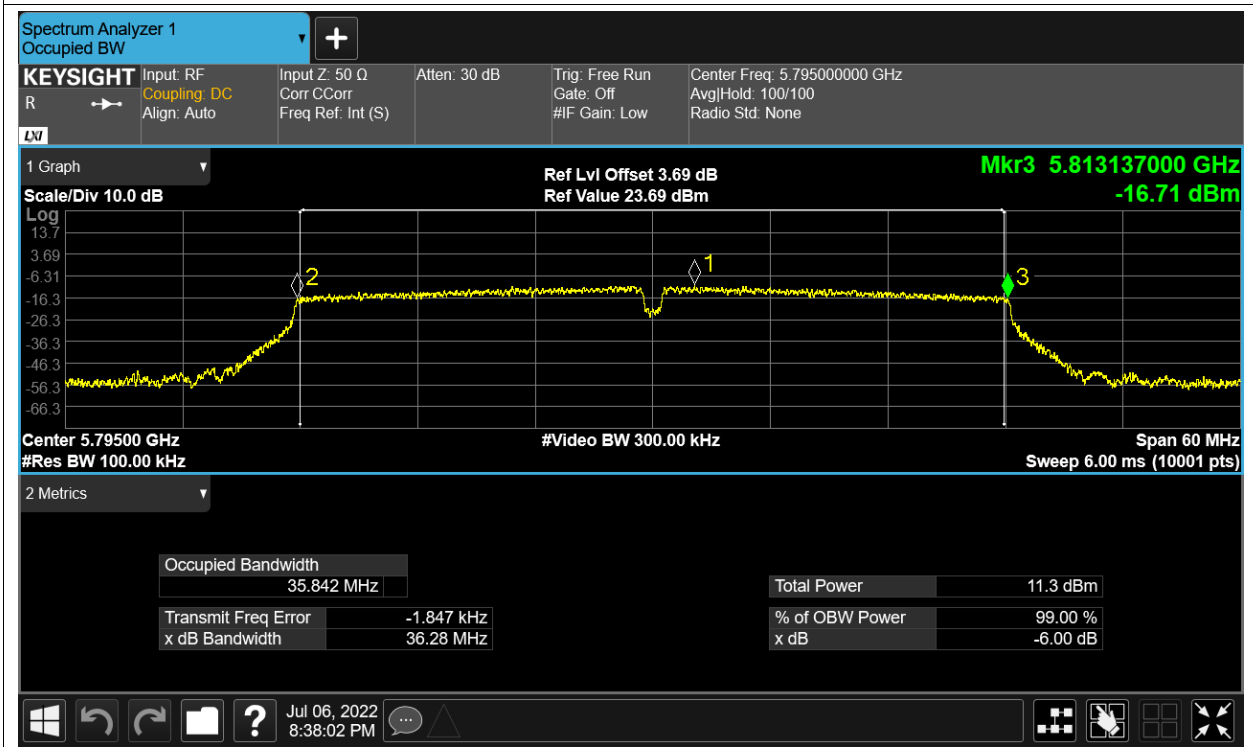 Spectrum Analyzer 1
Occupied BW
KEYSIGHT
R
LXI
Input: RF
Coupling: DC
Align: Auto
Input Z: 50 Ω
Corr CCorr
Freq Ref: Int (S)
Atten: 30 dB
Trig: Free Run
Gate: Off
#IF Gain: Low
Center Freq: 5.795000000 GHz
Avg|Hold: 100/100
Radio Std: None
1 Graph
Scale/Div 10.0 dB
Ref Lvl Offset 3.69 dB
Ref Value 23.69 dBm
Mkr3 5.813137000 GHz
-16.71 dBm
Log
13.7
3.69
-6.31
-16.3
-26.3
-36.3
-46.3
-56.3
-66.3
2
1
3
Center 5.79500 GHz
#Video BW 300.00 kHz
Span 60 MHz
#Res BW 100.00 kHz
Sweep 6.00 ms (10001 pts)
2 Metrics
Occupied Bandwidth
35.842 MHz
Transmit Freq Error -1.847 kHz
x dB Bandwidth 36.28 MHz
Total Power 11.3 dBm
% of OBW Power 99.00 %
x dB -6.00 dB
?
Jul 06, 2022
8:38:02 PM